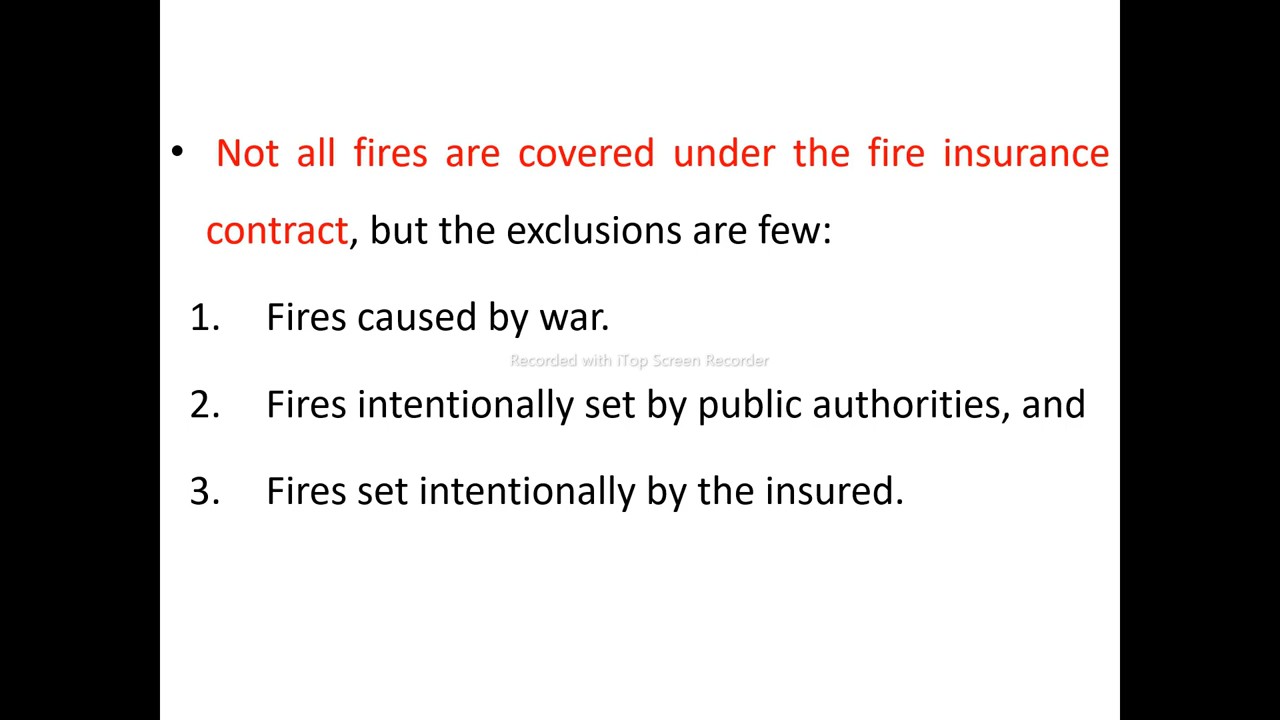 • Not all fires are covered under the fire insurance
contract, but the exclusions are few:
1. Fires caused by war.
Recorded with iTop Screen Recorder
2. Fires intentionally set by public authorities, and
3. Fires set intentionally by the insured.